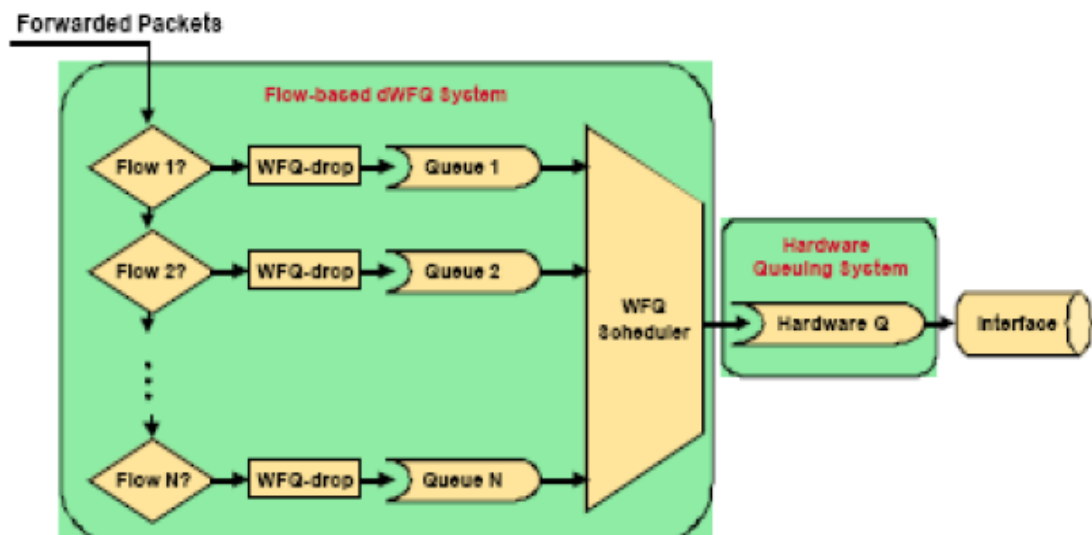 Forwarded Packets
Flow-based dWFQ System
Flow 1?
WFQ-drop
Queue 1
Flow 2?
WFQ-drop
Queue 2
Flow N?
WFQ-drop
Queue N
WFQ
Scheduler
Hardware
Queuing System
Hardware Q
Interface